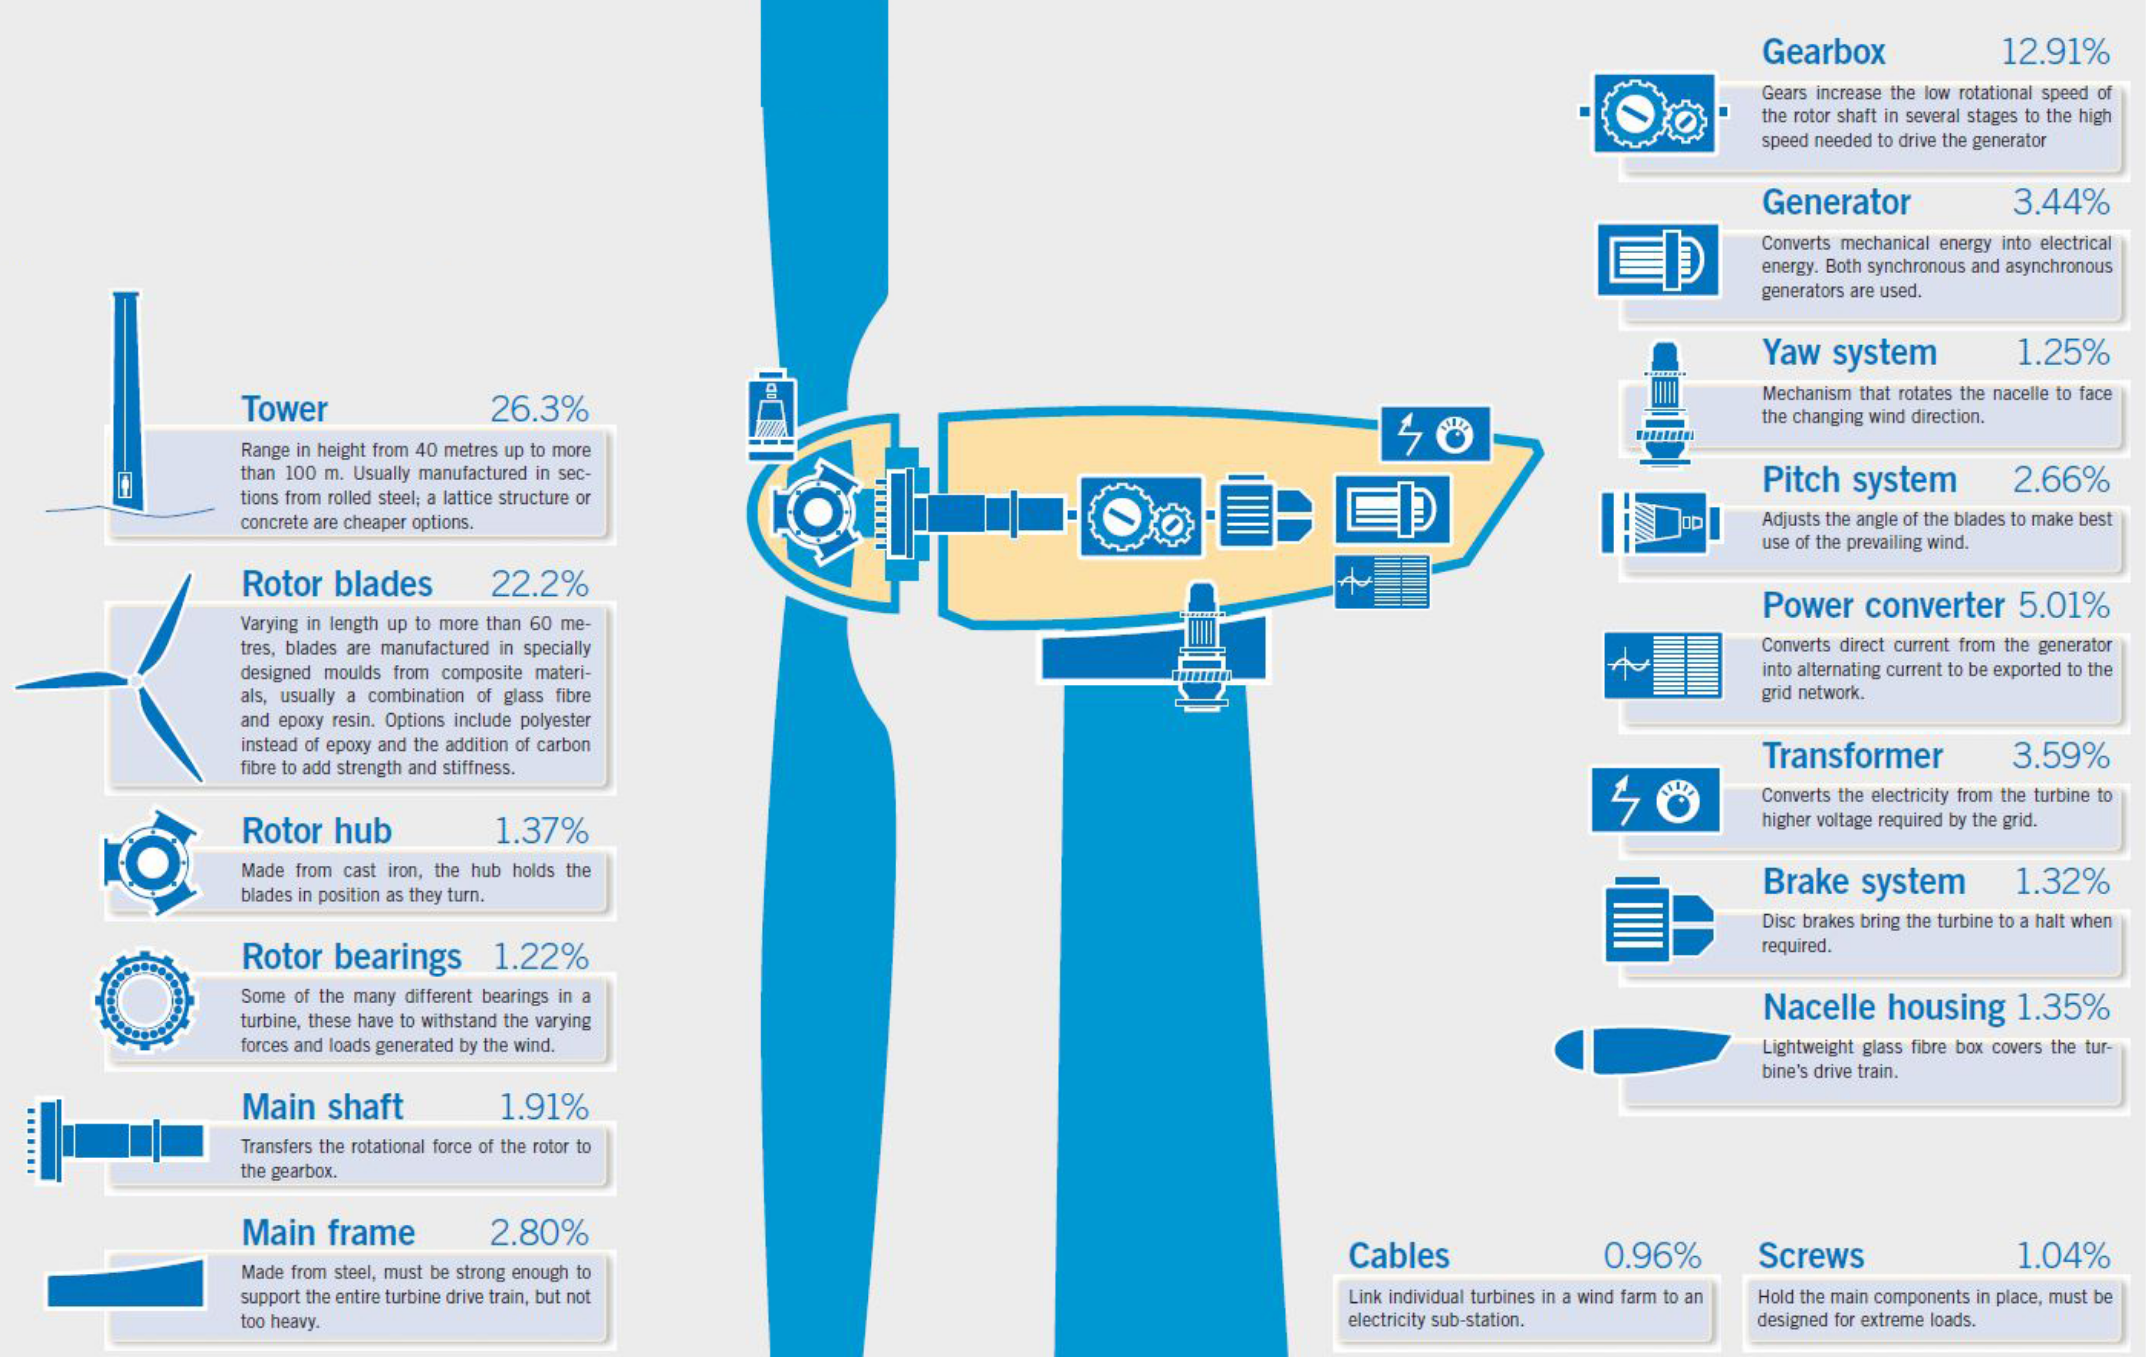 Tower 26.3%
Range in height from 40 metres up to more
than 100 m. Usually manufactured in sec-
tions from rolled steel; a lattice structure or
concrete are cheaper options.
Rotor blades 22.2%
Varying in length up to more than 60 me-
tres, blades are manufactured in specially
designed moulds from composite materi-
als, usually a combination of glass fibre
and epoxy resin. Options include polyester
instead of epoxy and the addition of carbon
fibre to add strength and stiffness.
Rotor hub 1.37%
Made from cast iron, the hub holds the
blades in position as they turn.
Rotor bearings 1.22%
Some of the many different bearings in a
turbine, these have to withstand the varying
forces and loads generated by the wind.
Main shaft 1.91%
Transfers the rotational force of the rotor to
the gearbox.
Main frame 2.80%
Made from steel, must be strong enough to
support the entire turbine drive train, but not
too heavy.
Gearbox 12.91%
Gears increase the low rotational speed of
the rotor shaft in several stages to the high
speed needed to drive the generator
Generator 3.44%
Converts mechanical energy into electrical
energy. Both synchronous and asynchronous
generators are used.
Yaw system 1.25%
Mechanism that rotates the nacelle to face
the changing wind direction.
Pitch system 2.66%
Adjusts the angle of the blades to make best
use of the prevailing wind.
Power converter 5.01%
Converts direct current from the generator
into alternating current to be exported to the
grid network.
Transformer 3.59%
Converts the electricity from the turbine to
higher voltage required by the grid.
Brake system 1.32%
Disc brakes bring the turbine to a halt when
required.
Nacelle housing 1.35%
Lightweight glass fibre box covers the tur-
bine's drive train.
Cables 0.96%
Link individual turbines in a wind farm to an
electricity sub-station.
Screws 1.04%
Hold the main components in place, must be
designed for extreme loads.